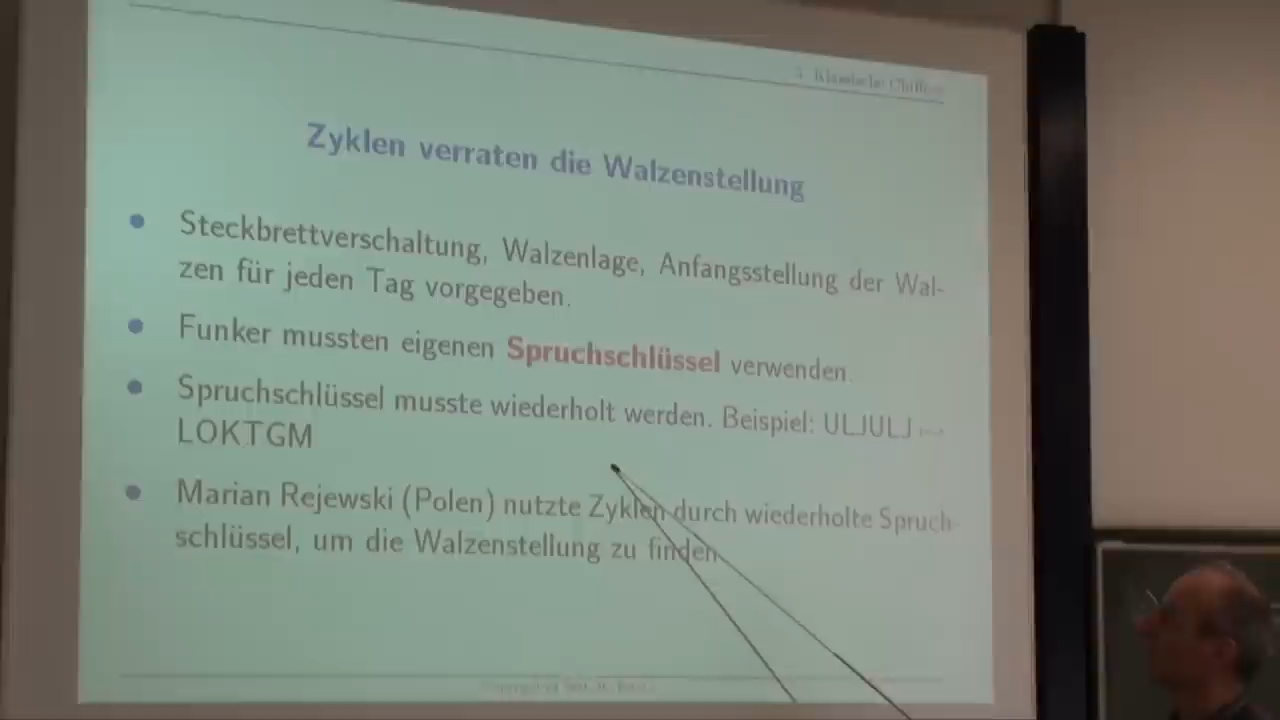 Klassische Chiffren
Zyklen verraten die Walzenstellung
• Steckbrettverschaltung, Walzenlage, Anfangsstellung der Wal-
zen für jeden Tag vorgegeben.
• Funker mussten eigenen Spruchschlüssel verwenden.
• Spruchschlüssel musste wiederholt werden. Beispiel: ULJULJ ↦
LOKTGM
• Marian Rejewski (Polen) nutzte Zyklen durch wiederholte Spruch-
schlüssel, um die Walzenstellung zu finden